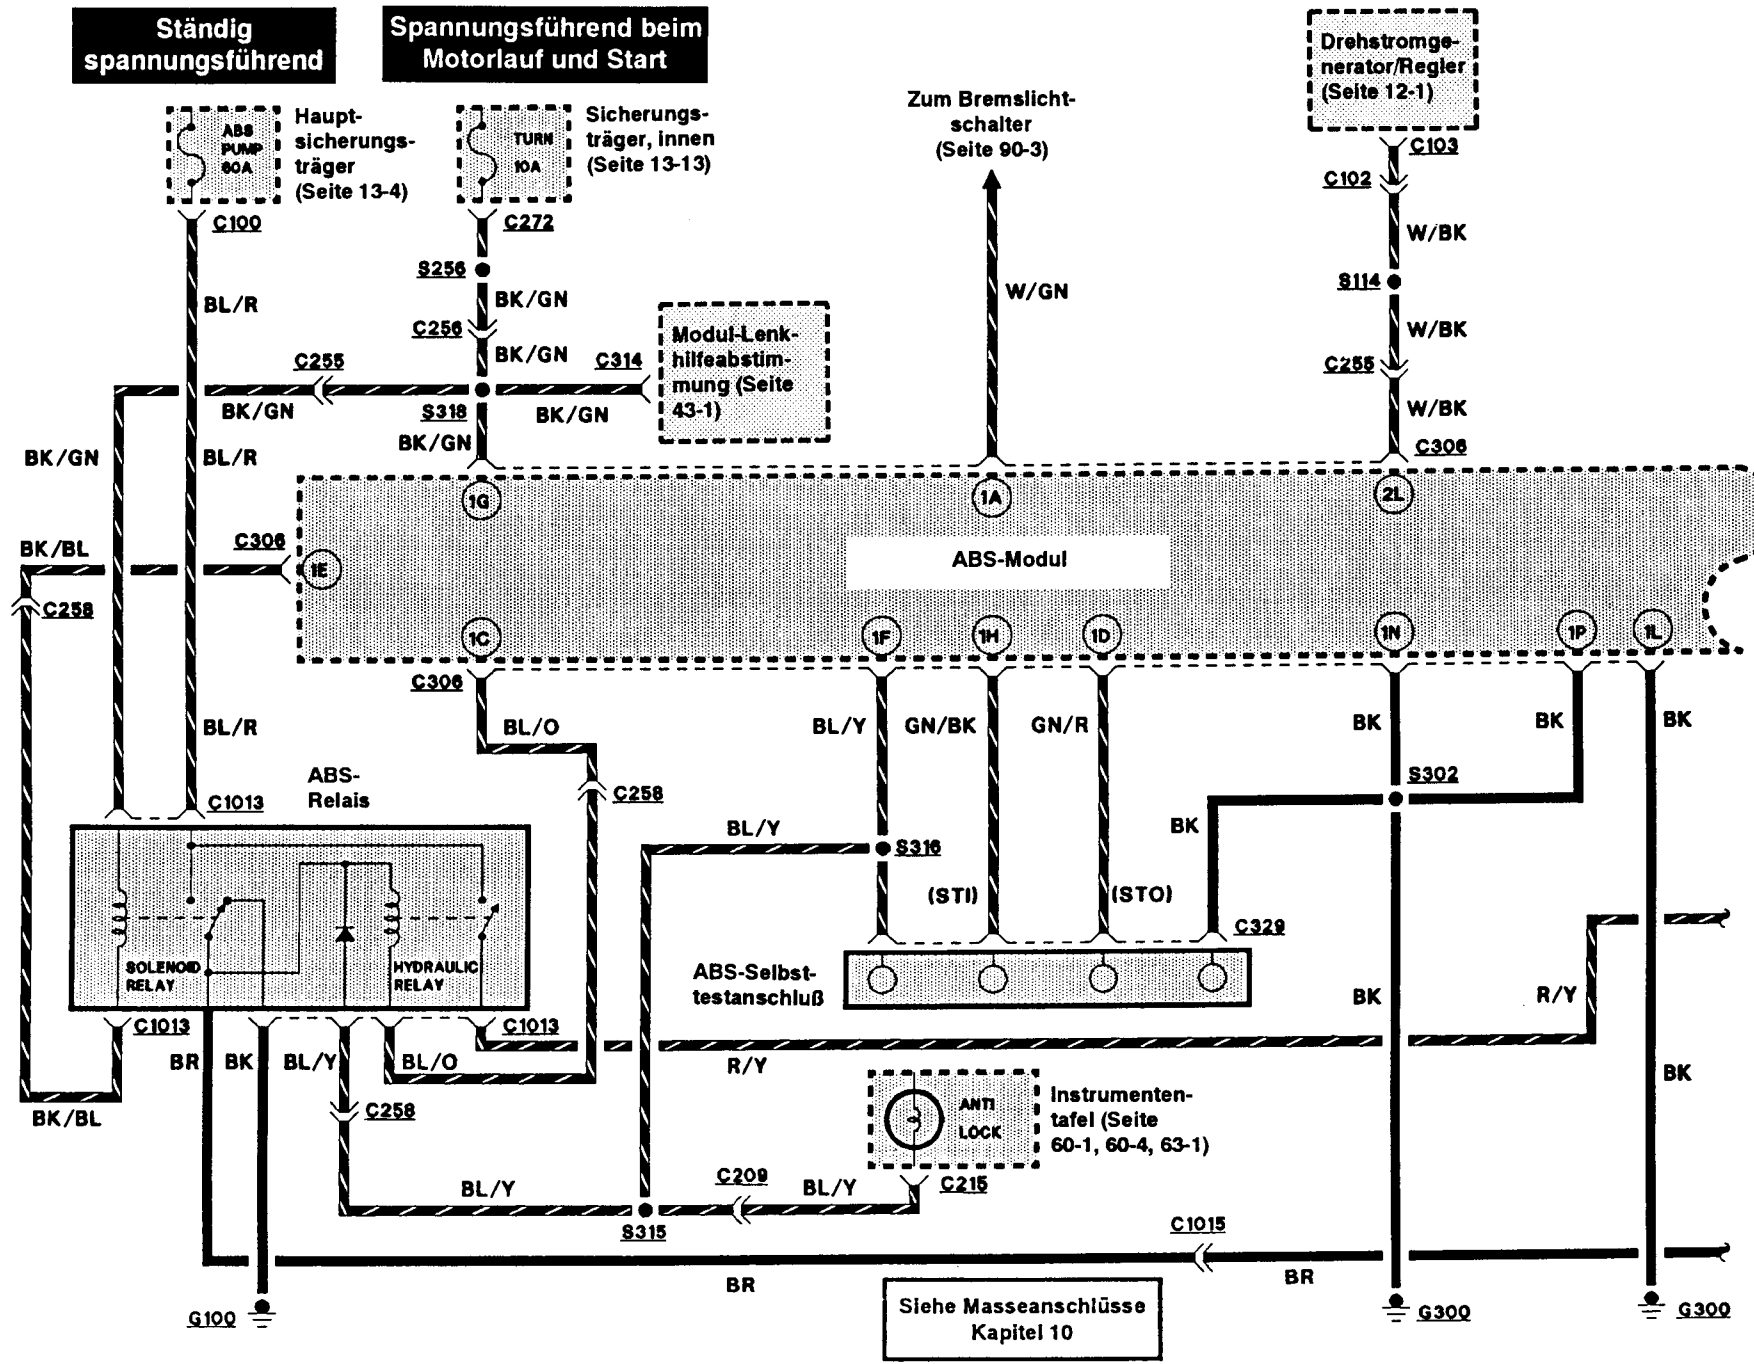 Ständig
spannungsführend
Spannungsführend beim
Motorlauf und Start
Drehstromge-
nerator/Regler
(Seite 12-1)
ABS
PUMP
60A
Haupt-
sicherungs-
träger
(Seite 13-4)
TURN
10A
Sicherungs-
träger, innen
(Seite 13-13)
Zum Bremslicht-
schalter
(Seite 90-3)
C103
C102
C100
C272
W/BK
S256
S114
BL/R
BK/GN
W/GN
C256
W/BK
Modul-Lenk-
hilfeabstim-
mung (Seite
43-1)
C255
BK/GN
C314
C255
BK/GN
S318
BK/GN
W/BK
BK/GN
C306
BK/GN
BL/R
1G
1A
2L
BK/BL
C306
1E
ABS-Modul
C258
1C
1F
1H
1D
1N
1P
1L
C306
BL/R
BL/O
BL/Y
GN/BK
GN/R
BK
BK
BK
ABS-
Relais
S302
C1013
C258
BL/Y
BK
S316
(STI)
(STO)
C329
SOLENOID
RELAY
HYDRAULIC
RELAY
ABS-Selbst-
testanschluß
BK
R/Y
C1013
C1013
BR
BK
BL/Y
BL/O
R/Y
BK
C258
BK/BL
ANTI
LOCK
Instrumenten-
tafel (Seite
60-1, 60-4, 63-1)
C209
BL/Y
BL/Y
C215
S315
C1015
BR
BR
G100
Siehe Masseanschlüsse
Kapitel 10
G300
G300